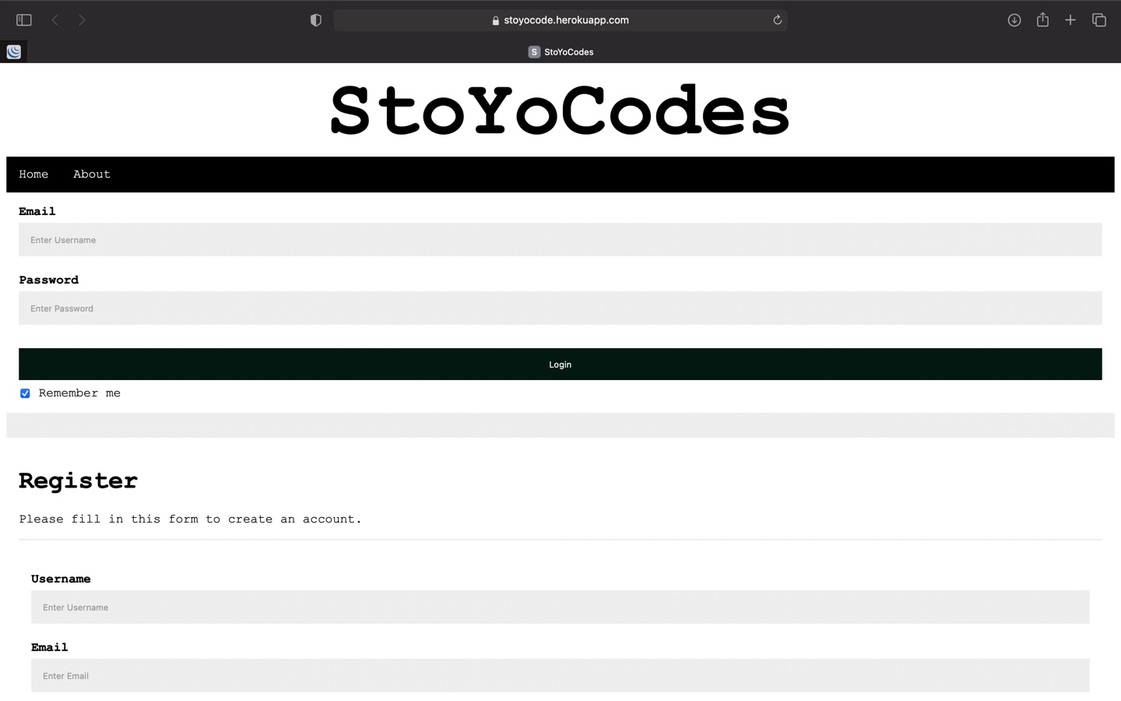 stoyocode.herokuapp.com
S StoYoCodes
StoYoCodes
Home About
Email
Enter Username
Password
Enter Password
Login
Remember me
Register
Please fill in this form to create an account.
Username
Enter Username
Email
Enter Email